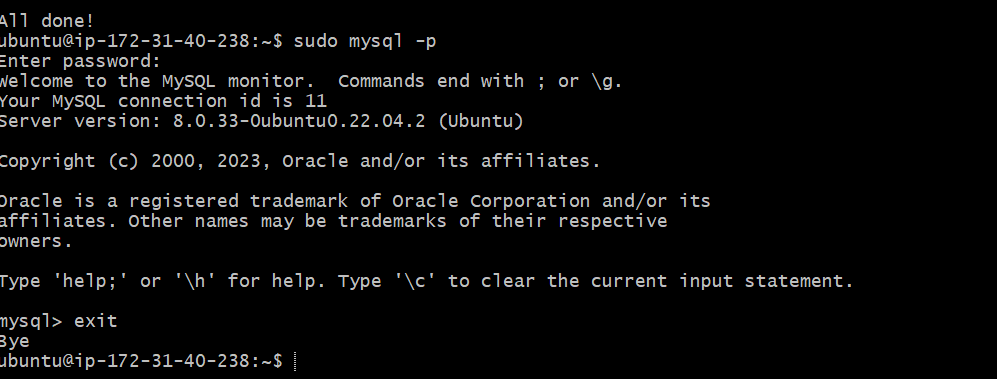 All done!
ubuntu@ip-172-31-40-238:~$ sudo mysql -p
Enter password:
Welcome to the MySQL monitor.  Commands end with ; or \g.
Your MySQL connection id is 11
Server version: 8.0.33-0ubuntu0.22.04.2 (Ubuntu)

Copyright (c) 2000, 2023, Oracle and/or its affiliates.

Oracle is a registered trademark of Oracle Corporation and/or its
affiliates. Other names may be trademarks of their respective
owners.

Type 'help;' or '\h' for help. Type '\c' to clear the current input statement.

mysql> exit
Bye
ubuntu@ip-172-31-40-238:~$